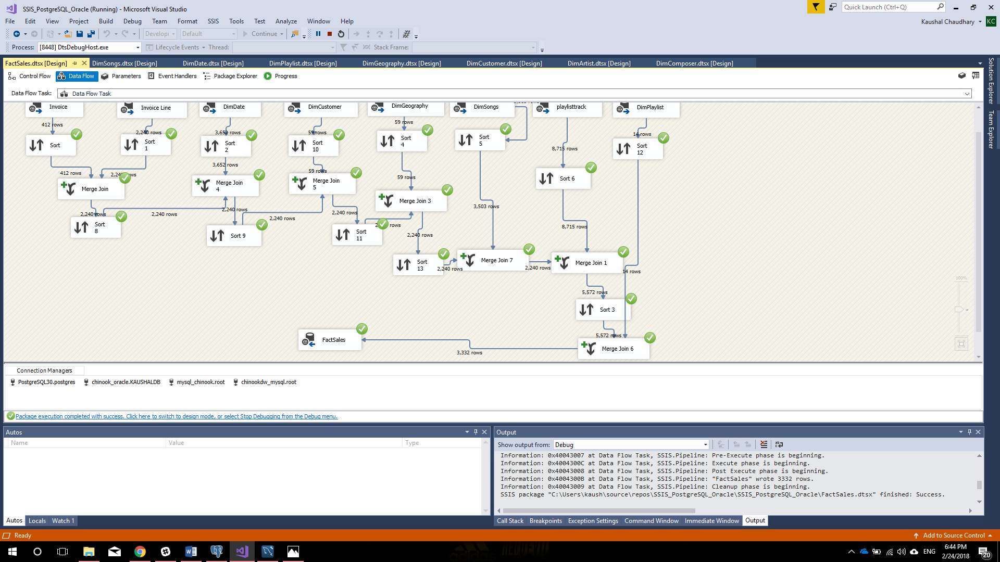 SSIS_PostgreSQL_Oracle (Running) - Microsoft Visual Studio
Quick Launch (Ctrl+Q)
File Edit View Project Build Debug Team Format SSIS Tools Test Analyze Window Help
Kaushal Chaudhary KC
Develop Default Continue
Process: [8448] DtsDebugHost.exe Lifecycle Events Thread: Stack Frame:
FactSales.dtsx [Design] DimSongs.dtsx [Design] DimDate.dtsx [Design] DimPlaylist.dtsx [Design] DimGeography.dtsx [Design] DimCustomer.dtsx [Design] DimArtist.dtsx [Design] DimComposer.dtsx [Design]
Solution Explorer
Team Explorer
Control Flow Data Flow Parameters Event Handlers Package Explorer Progress
Data Flow Task: Data Flow Task
Invoice Invoice Line DimDate DimCustomer DimGeography DimSongs playlisttrack DimPlaylist
412 rows 2,240 rows 3,652 rows 59 rows 59 rows 14 rows
Sort
Sort 1
Sort 2
Sort 10
Sort 4
Sort 5
Sort 12
8,715 rows
412 rows 2,240 rows 3,652 rows 59 rows 59 rows
Merge Join
Merge Join 4
Merge Join 5
Merge Join 3
Sort 6
3,503 rows
2,240 rows 2,240 rows 2,240 rows 2,240 rows 2,240 rows rows
8,715 rows
Sort 8
Sort 9
Sort 11
2,240 rows
Sort 13
2,240 rows
Merge Join 7
2,240 rows
Merge Join 1
14 rows
5,572 rows
Sort 3
5,572 rows
FactSales
3,332 rows
Merge Join 6
100%
Connection Managers
PostgreSQL30.postgres chinook_oracle.KAUSHALDB mysql_chinook.root chinookdw_mysql.root
Package execution completed with success. Click here to switch to design mode, or select Stop Debugging from the Debug menu.
Autos
Name Value Type
Autos Locals Watch 1
Output
Show output from: Debug
Information: 0x40043007 at Data Flow Task, SSIS.Pipeline: Pre-Execute phase is beginning.
Information: 0x4004300C at Data Flow Task, SSIS.Pipeline: Execute phase is beginning.
Information: 0x40043008 at Data Flow Task, SSIS.Pipeline: Post Execute phase is beginning.
Information: 0x4004300B at Data Flow Task, SSIS.Pipeline: "FactSales" wrote 3332 rows.
Information: 0x40043009 at Data Flow Task, SSIS.Pipeline: Cleanup phase is beginning.
SSIS package "C:\Users\kaush\source\repos\SSIS_PostgreSQL_Oracle\SSIS_PostgreSQL_Oracle\FactSales.dtsx" finished: Success.
Call Stack Breakpoints Exception Settings Command Window Immediate Window Output
Ready
Add to Source Control
adidas
ENG
6:44 PM
2/24/2018
20